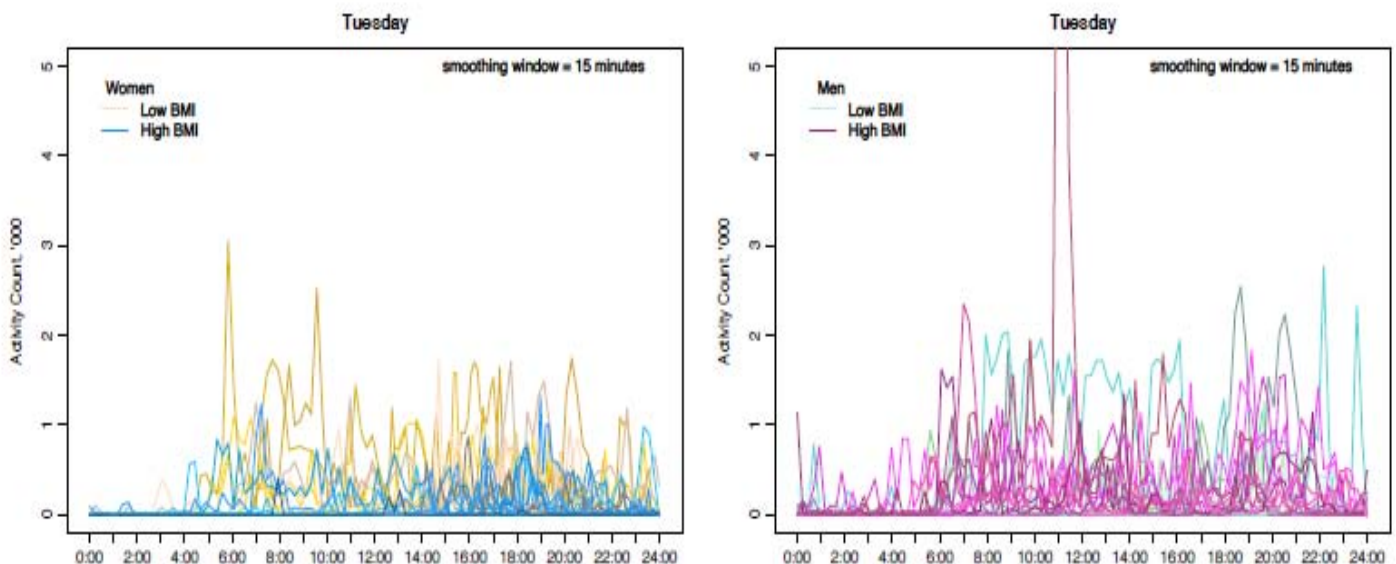 Tuesday
smoothing window = 15 minutes
Women
Low BMI
High BMI
Activity Count, '000
5
4
3
2
1
0
0:00 2:00 4:00 6:00 8:00 10:00 12:00 14:00 16:00 18:00 20:00 22:00 24:00
Tuesday
smoothing window = 15 minutes
Men
Low BMI
High BMI
Activity Count, '000
5
4
3
2
1
0
0:00 2:00 4:00 6:00 8:00 10:00 12:00 14:00 16:00 18:00 20:00 22:00 24:00